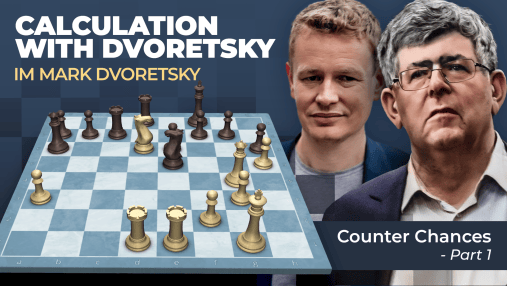 CALCULATION
WITH DVORETSKY
IM MARK DVORETSKY
Counter Chances
- Part 1